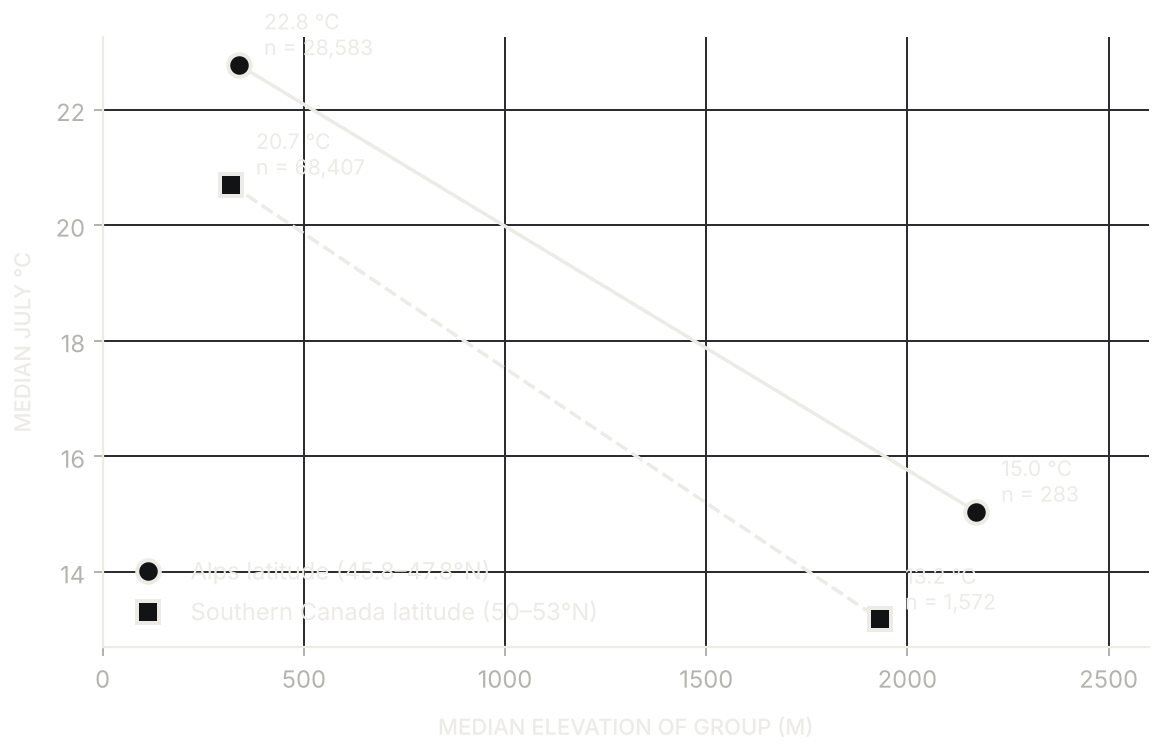 22.8 °C
n = 28,583
22
20.7 °C
n = 68,407
20
MEDIAN JULY °C
18
16
15.0 °C
n = 283
14
Alps latitude (45.8–47.8°N)
13.2 °C
n = 1,572
Southern Canada latitude (50–53°N)
0 500 1000 1500 2000 2500
MEDIAN ELEVATION OF GROUP (M)